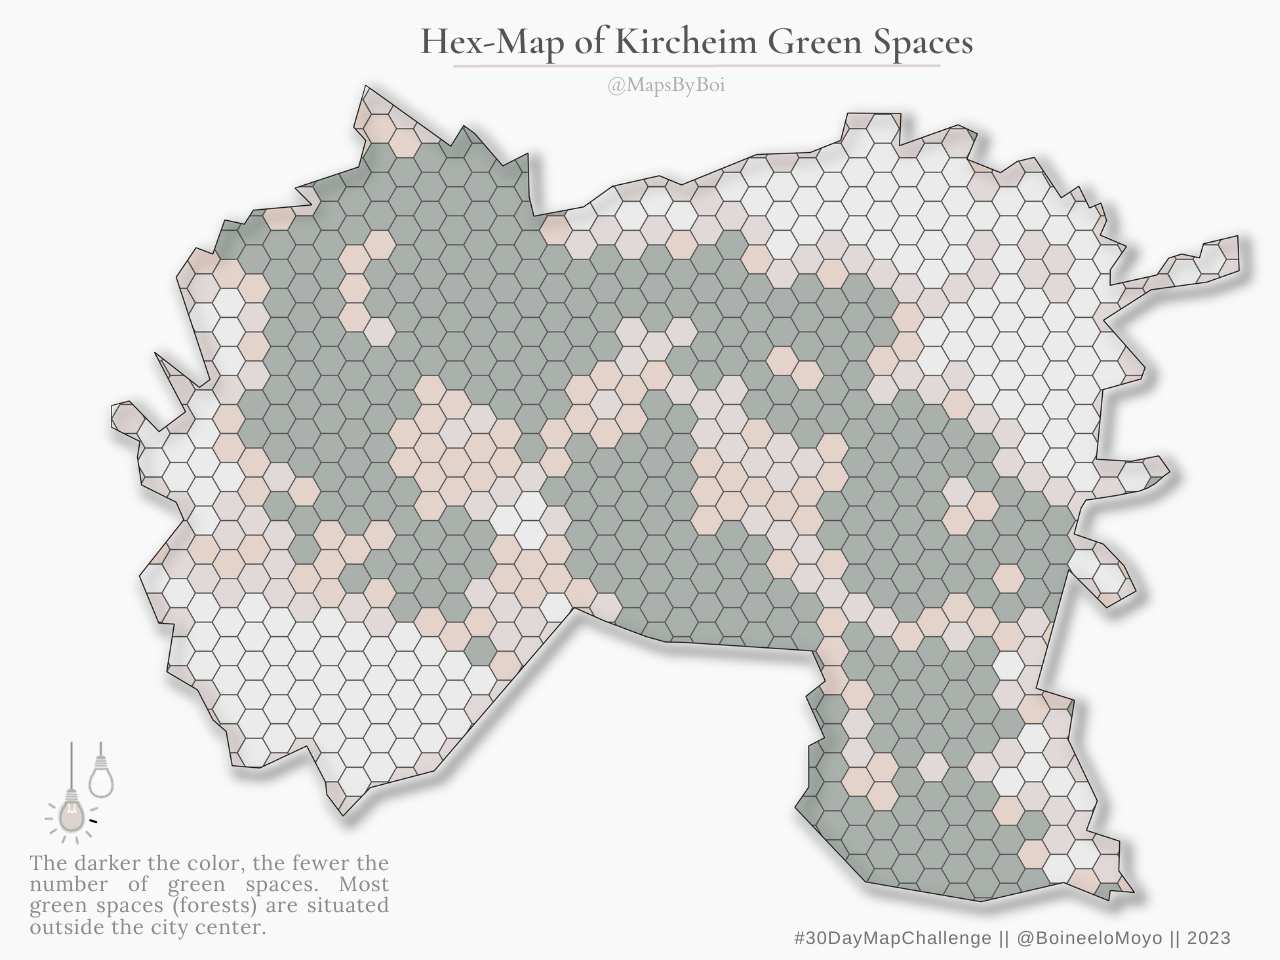 Hex-Map of Kircheim Green Spaces
@MapsByBoi
The darker the color, the fewer the
number of green spaces. Most
green spaces (forests) are situated
outside the city center.
#30DayMapChallenge || @BoineeloMoyo || 2023